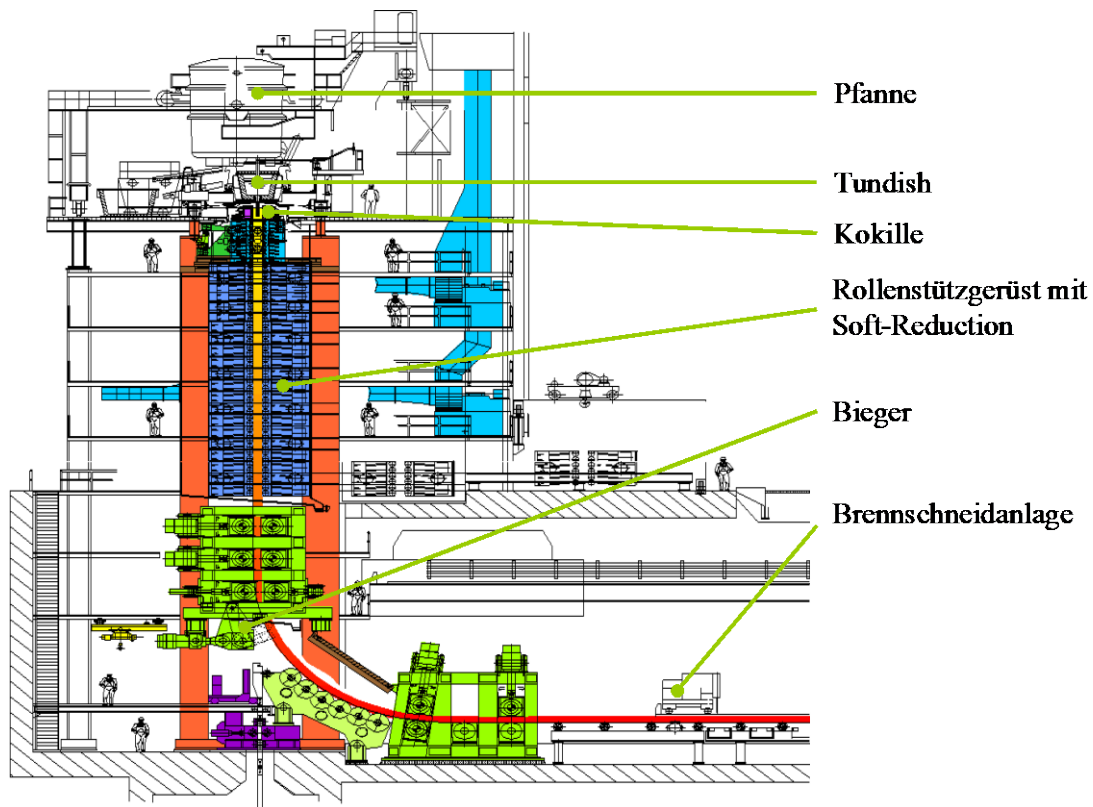 Pfanne
Tundish
Kokille
Rollenstützgerüst mit
Soft-Reduction
Bieger
Brennschneidanlage